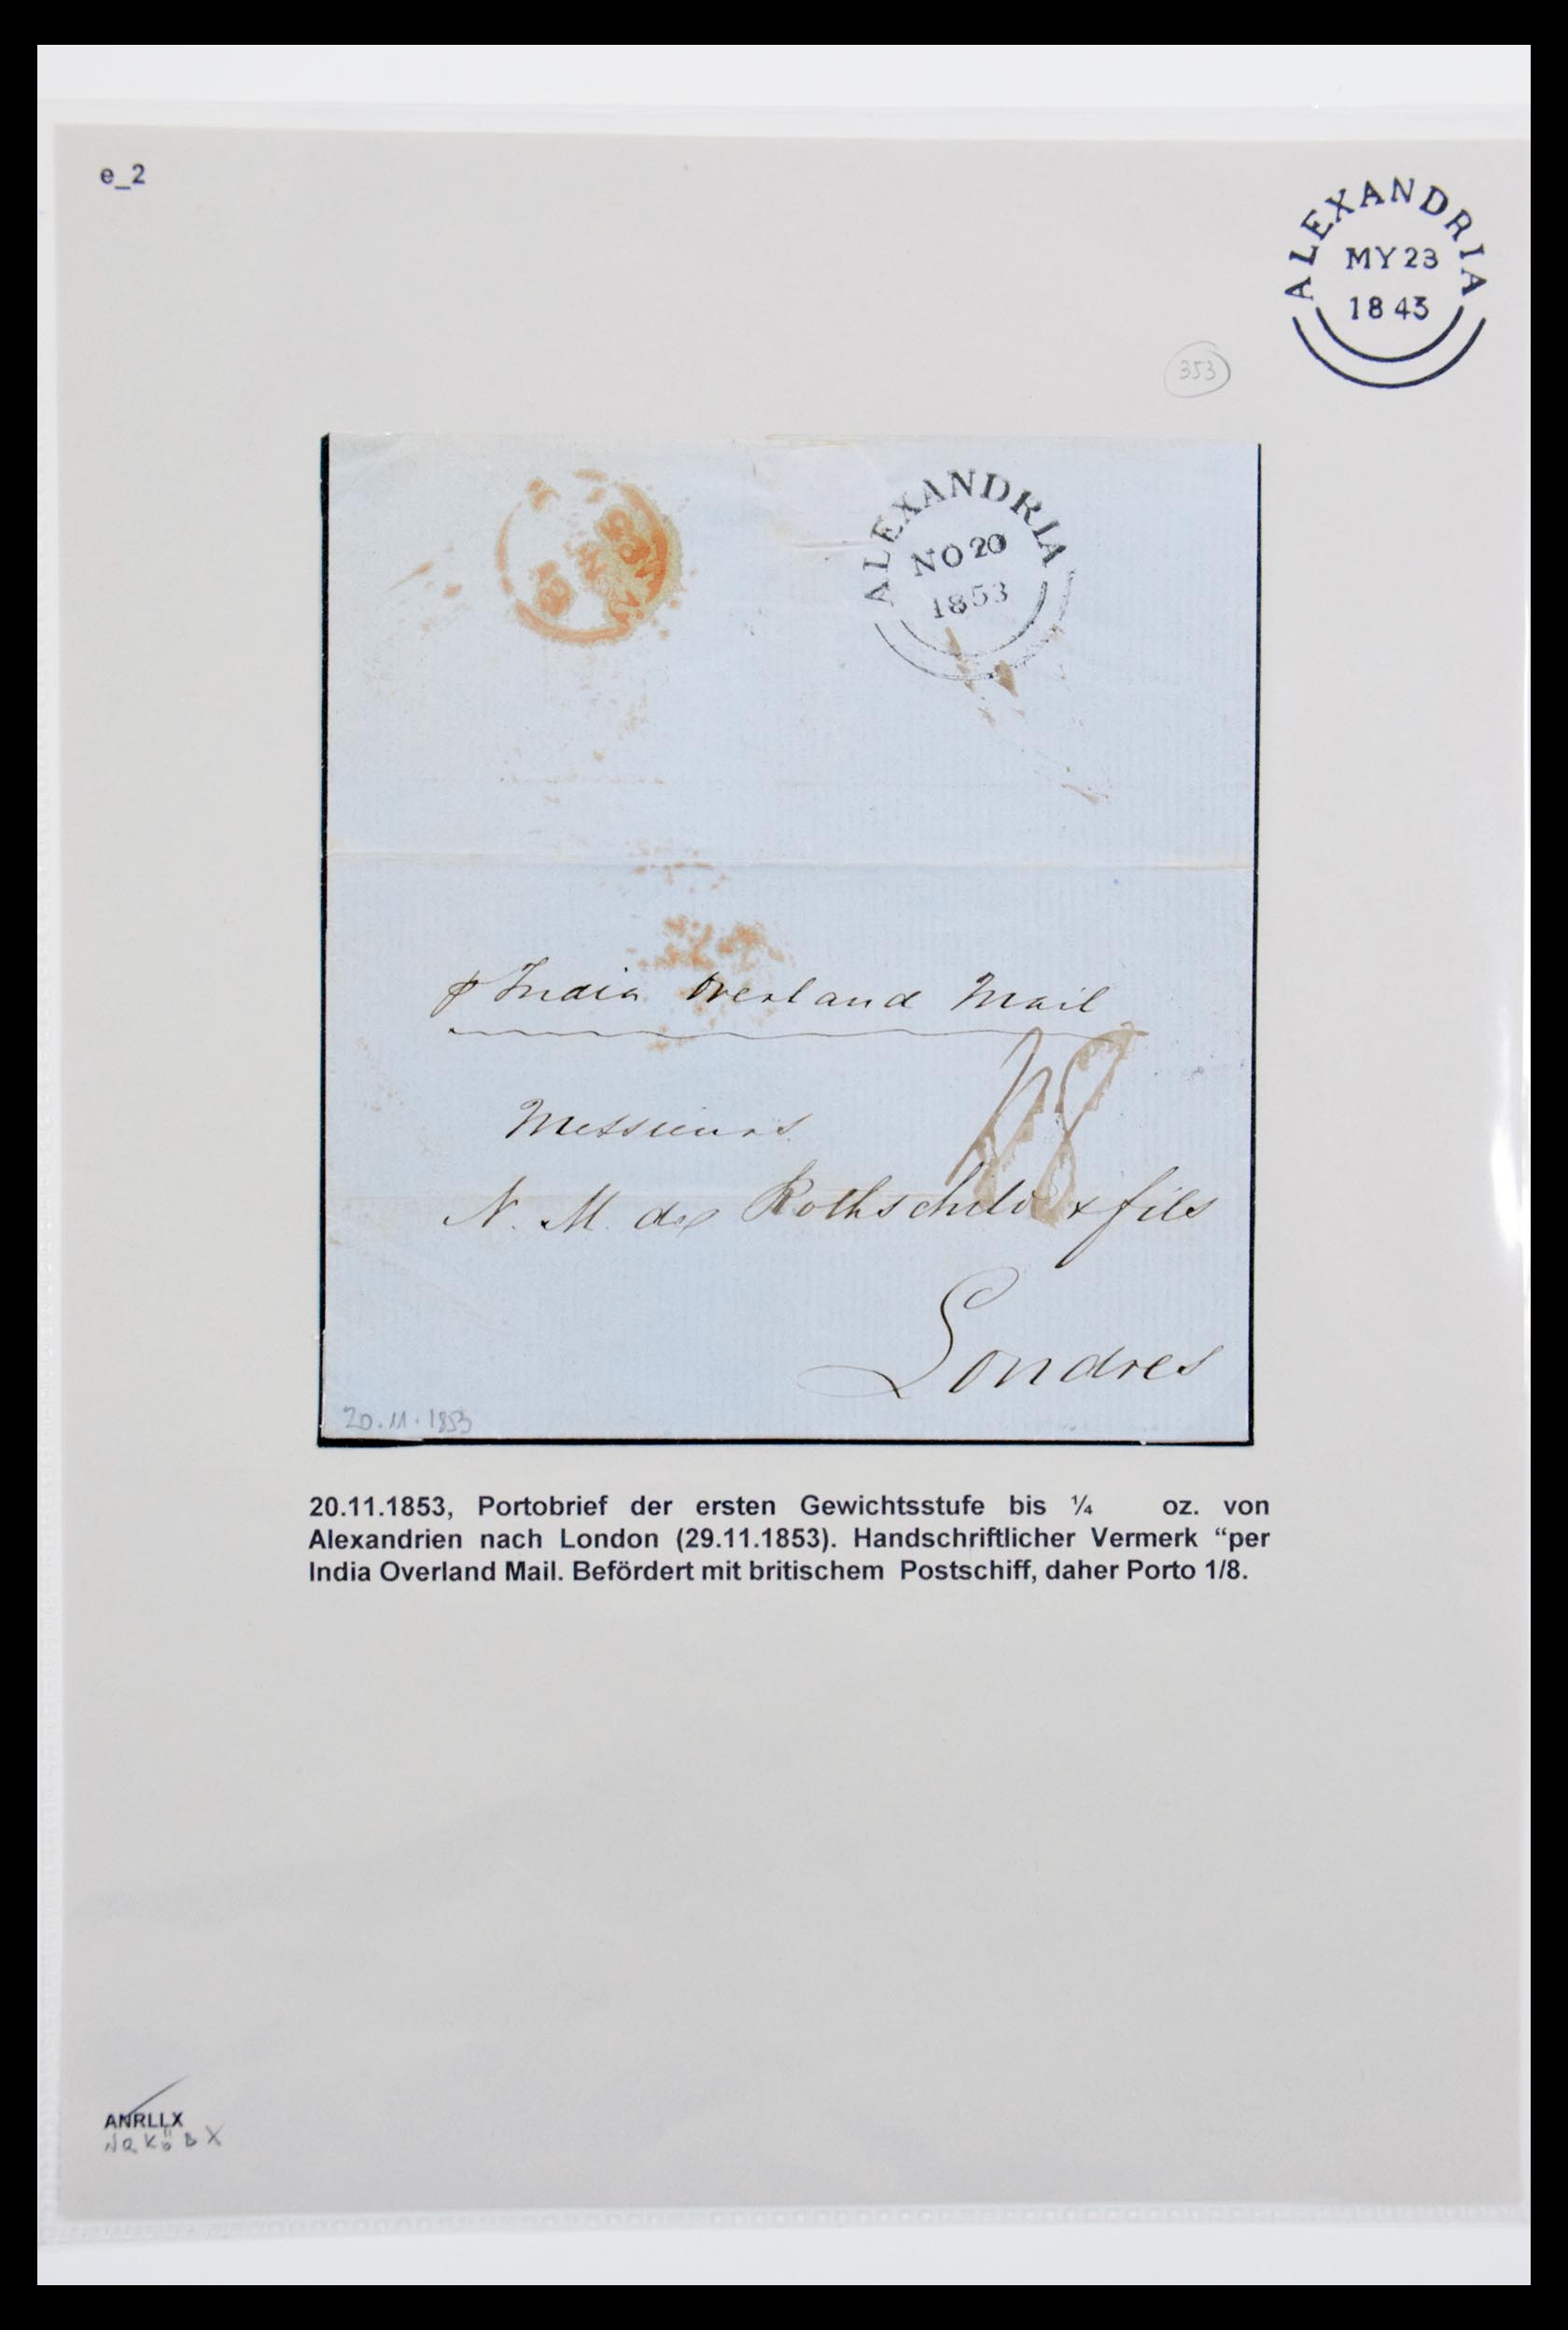 e_2
ALEXANDRIA
MY 23
1843
353
ALEXANDRIA
NO 20
1853
p India Overland Mail
1/8
Messieurs
N. M. de Rothschild & fils
Londres
20.11.1853
20.11.1853, Portobrief der ersten Gewichtsstufe bis ¼ oz. von
Alexandrien nach London (29.11.1853). Handschriftlicher Vermerk “per
India Overland Mail. Befördert mit britischem Postschiff, daher Porto 1/8.
ANRLLX